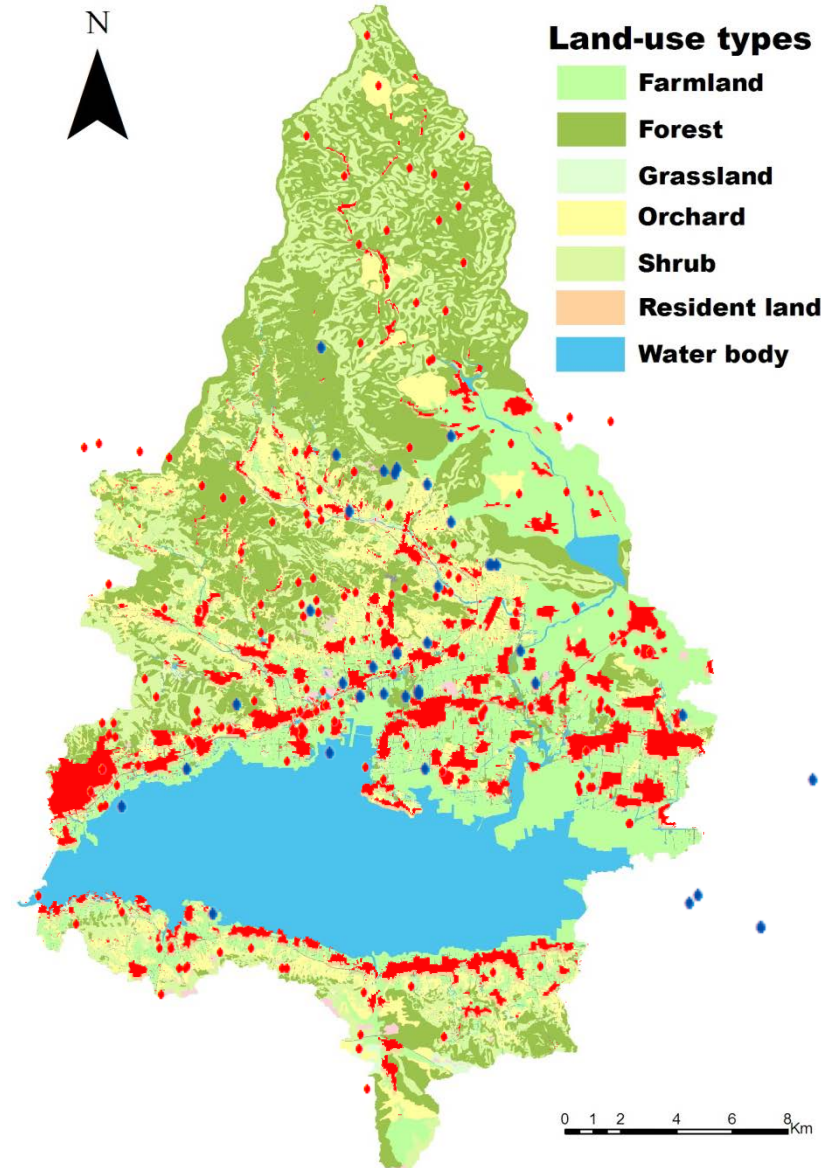 N
Land-use types
Farmland
Forest
Grassland
Orchard
Shrub
Resident land
Water body
0 1 2 4 6 8 Km